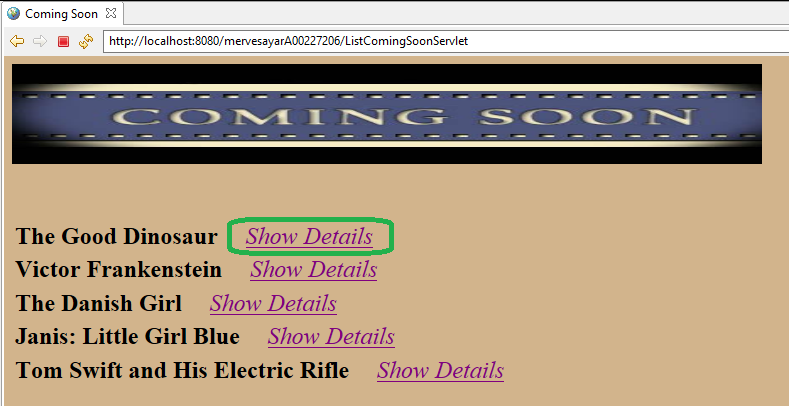 Coming Soon
http://localhost:8080/mervesayarA00227206/ListComingSoonServlet
COMING SOON
The Good Dinosaur Show Details
Victor Frankenstein Show Details
The Danish Girl Show Details
Janis: Little Girl Blue Show Details
Tom Swift and His Electric Rifle Show Details